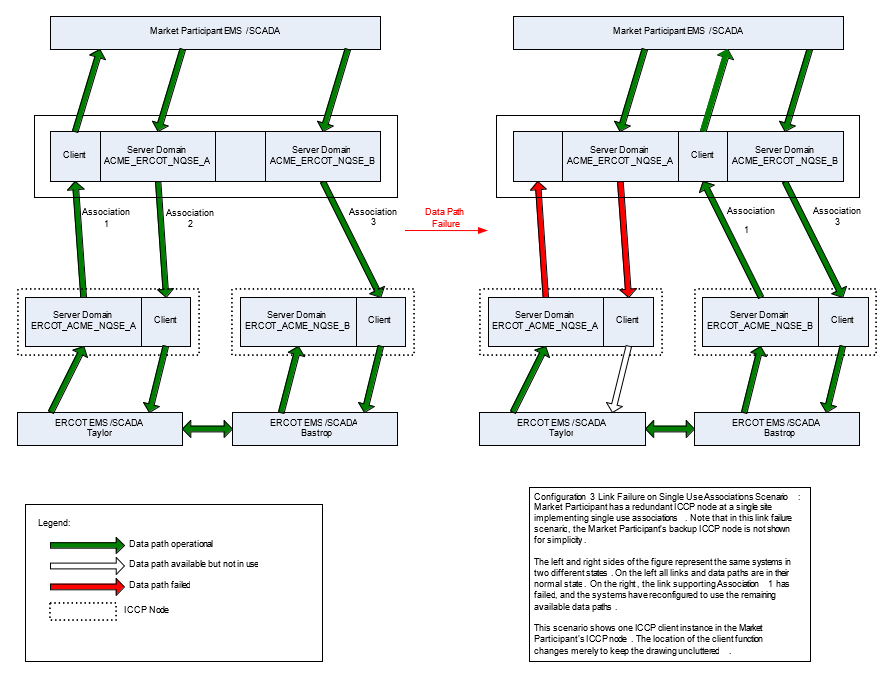 Market ParticipantEMS /SCADA
Client
Server Domain
ACME_ERCOT_NQSE_A
Server Domain
ACME_ERCOT_NQSE_B
Association
1
Association
2
Association
3
Server Domain
ERCOT_ACME_NQSE_A
Client
Server Domain
ERCOT_ACME_NQSE_B
Client
ERCOT EMS /SCADA
Taylor
ERCOT EMS /SCADA
Bastrop
Data Path
Failure
Market ParticipantEMS /SCADA
Server Domain
ACME_ERCOT_NQSE_A
Client
Server Domain
ACME_ERCOT_NQSE_B
Association
1
Association
3
Server Domain
ERCOT_ACME_NQSE_A
Client
Server Domain
ERCOT_ACME_NQSE_B
Client
ERCOT EMS /SCADA
Taylor
ERCOT EMS /SCADA
Bastrop
Legend:
Data path operational
Data path available but not in use
Data path failed
ICCP Node
Configuration 3 Link Failure on Single Use Associations Scenario :
Market Participant has a redundant ICCP node at a single site
implementing single use associations . Note that in this link failure
scenario, the Market Participant's backup ICCP node is not shown
for simplicity.
The left and right sides of the figure represent the same systems in
two different states . On the left all links and data paths are in their
normal state. On the right, the link supporting Association 1 has
failed, and the systems have reconfigured to use the remaining
available data paths .
This scenario shows one ICCP client instance in the Market
Participant's ICCP node . The location of the client function
changes merely to keep the drawing uncluttered .